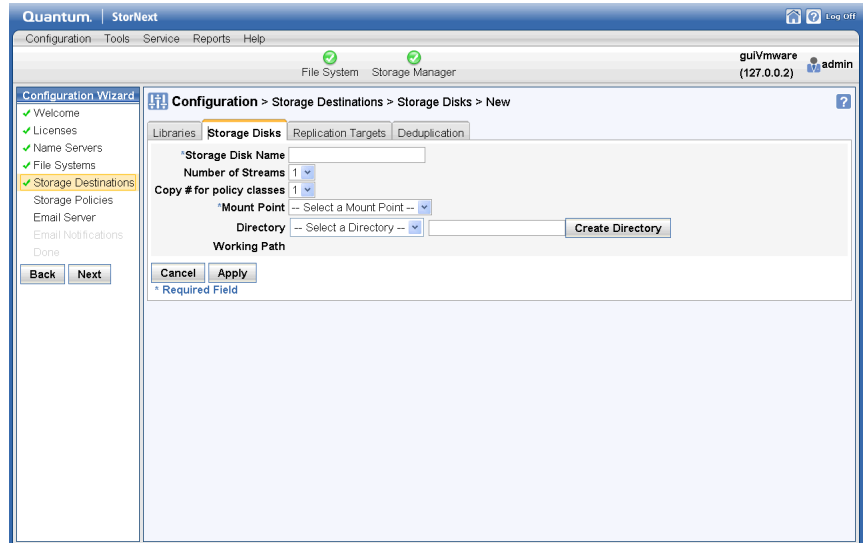 Quantum. StorNext Log Off
Configuration Tools Service Reports Help
File System Storage Manager
guiVmware
(127.0.0.2)
admin
Configuration Wizard
Welcome
Licenses
Name Servers
File Systems
Storage Destinations
Storage Policies
Email Server
Email Notifications
Done
Back Next
Configuration > Storage Destinations > Storage Disks > New
?
Libraries Storage Disks Replication Targets Deduplication
*Storage Disk Name
Number of Streams 1
Copy # for policy classes 1
*Mount Point -- Select a Mount Point --
Directory -- Select a Directory -- Create Directory
Working Path
Cancel Apply
* Required Field